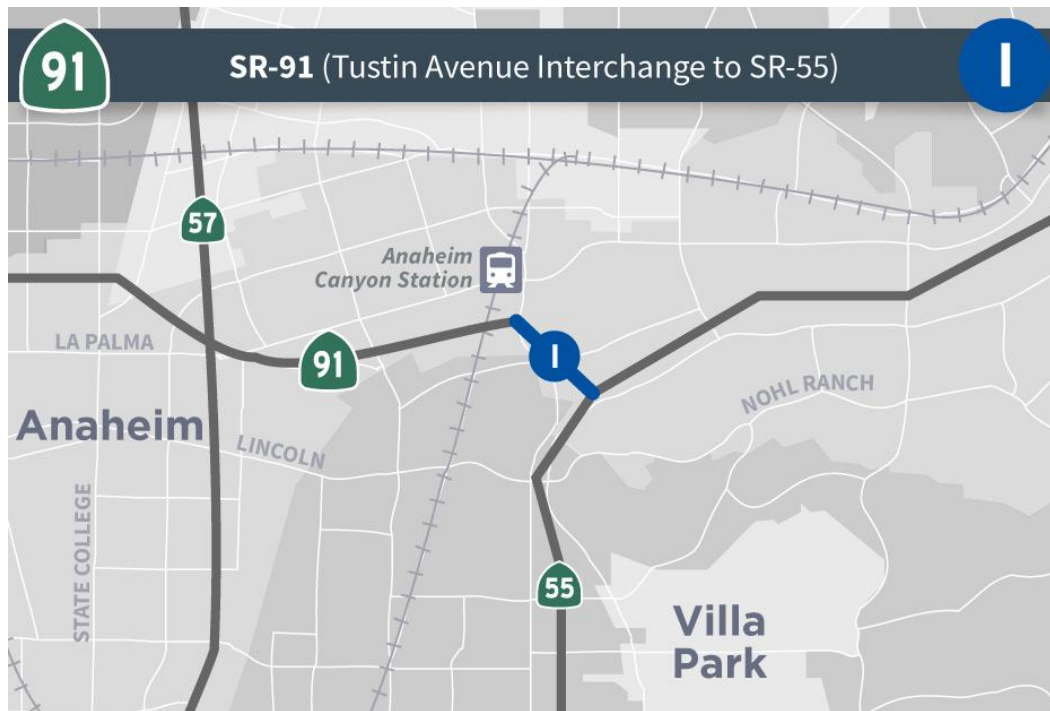 91
SR-91 (Tustin Avenue Interchange to SR-55)
I
57
Anaheim
Canyon Station
LA PALMA
91
I
NOHL RANCH
Anaheim
LINCOLN
STATE COLLEGE
55
Villa
Park